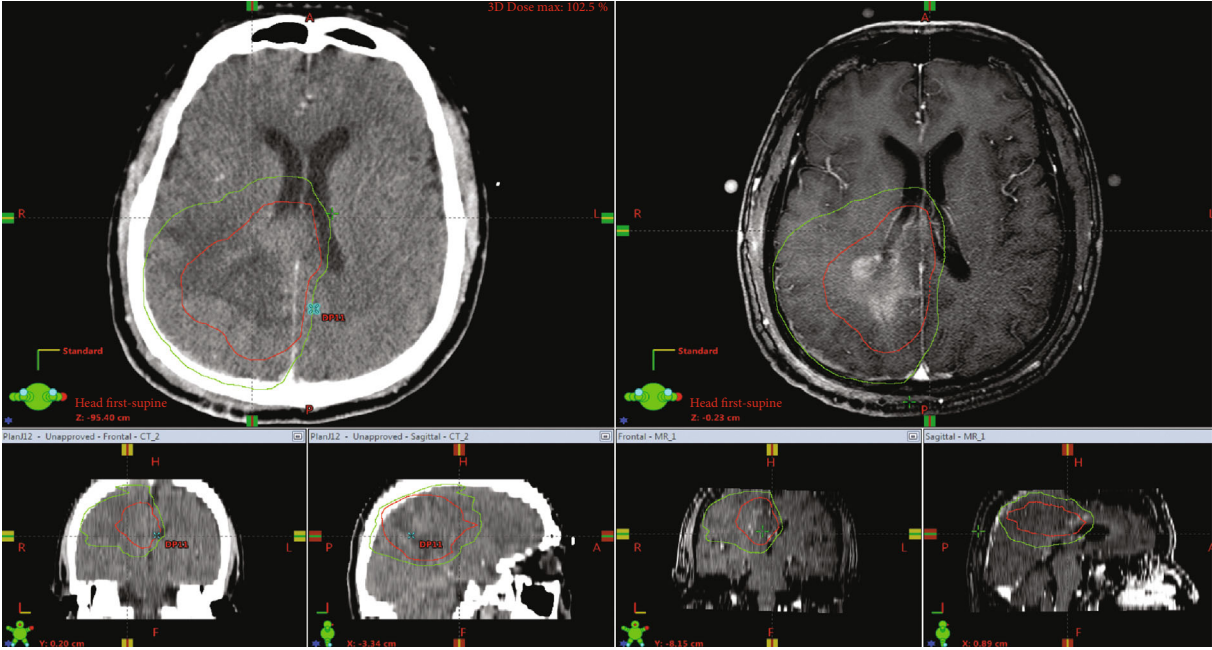 3D Dose max: 102.5 %
A
R
L
DP11
Standard
Head first-supine
Z: -95.40 cm
P
A
R
Standard
Head first-supine
Z: -0.23 cm
P
PlanJ12 - Unapproved - Frontal - CT_2
H
R
L
DP11
F
Y: 0.20 cm
PlanJ12 - Unapproved - Sagittal - CT_2
H
P
A
DP11
F
X: -3.34 cm
Frontal - MR_1
H
R
L
F
Y: -8.15 cm
Sagittal - MR_1
H
P
F
X: 0.89 cm